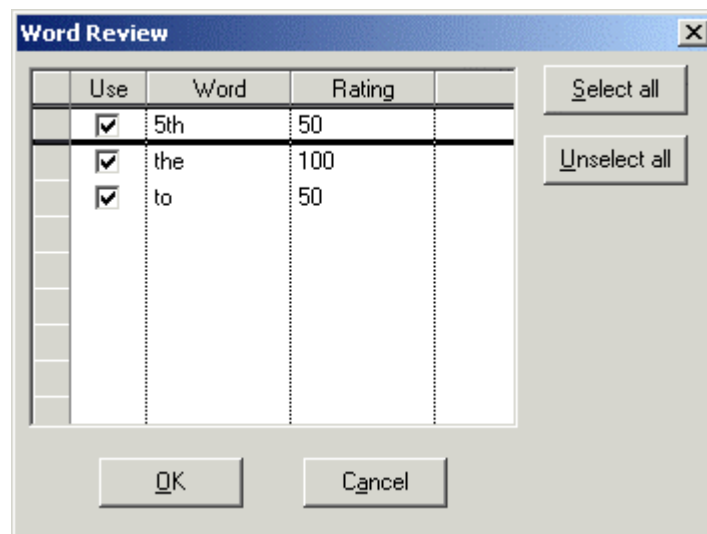 Word Review
Use Word Rating
5th 50
the 100
to 50
Select all
Unselect all
OK
Cancel